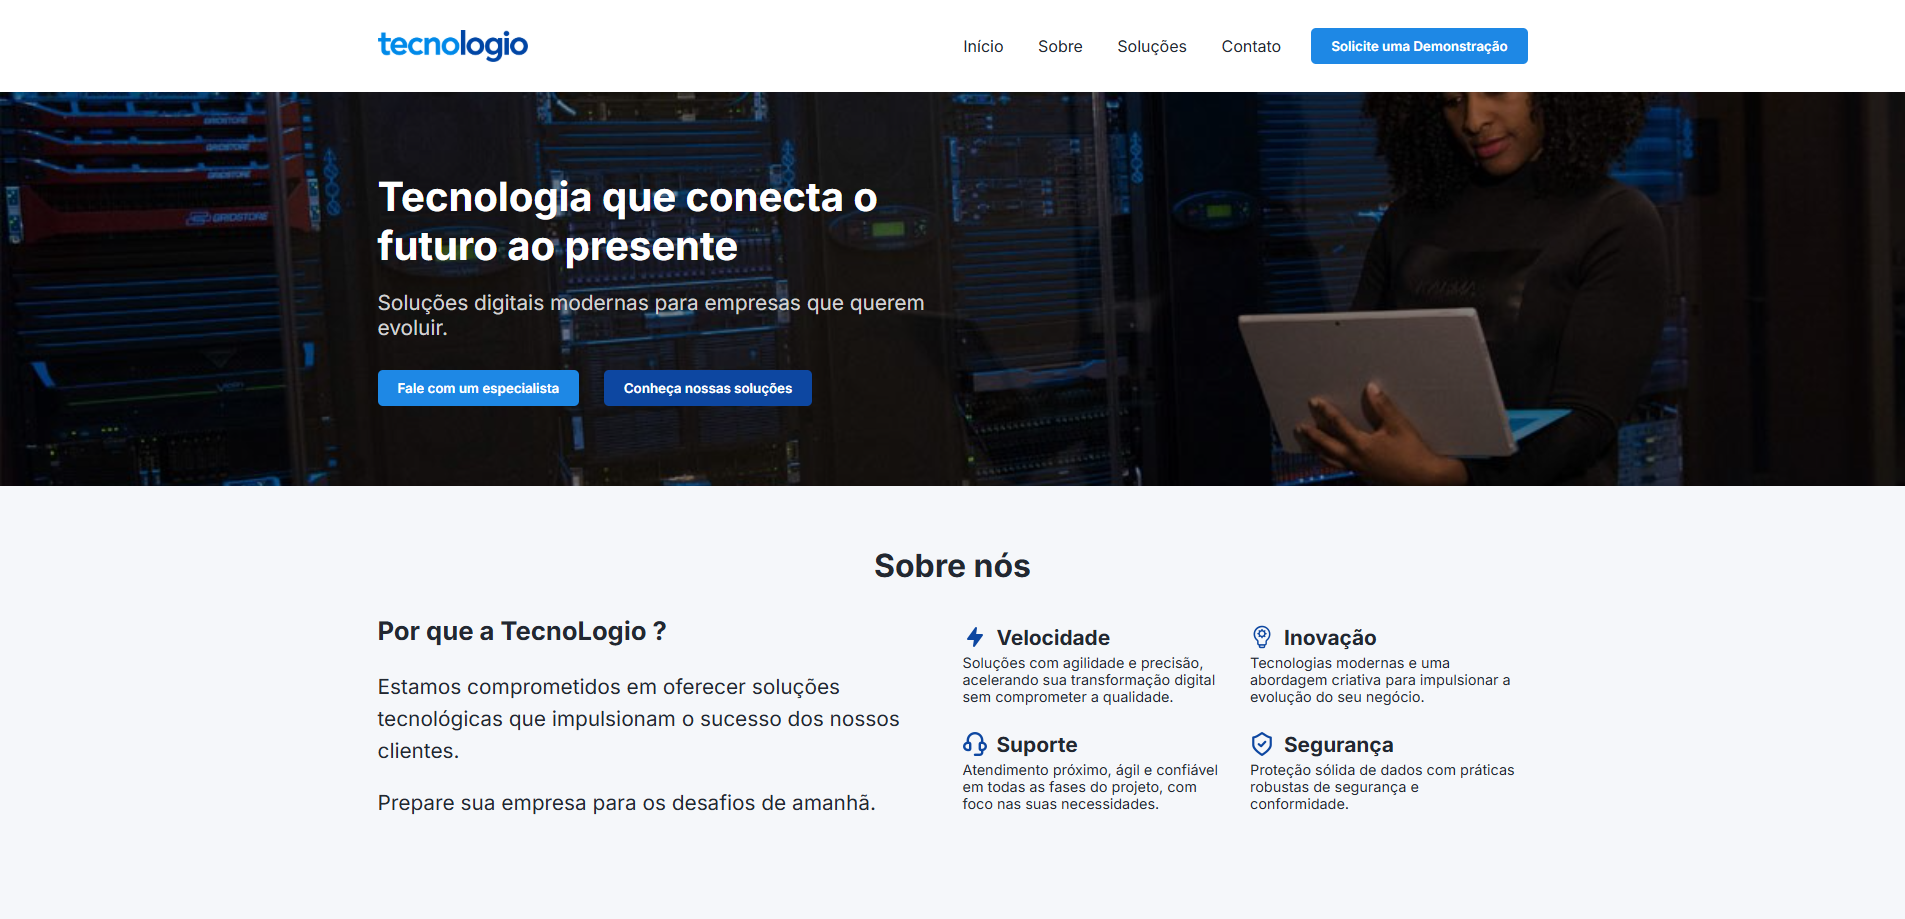 tecnologio
Início Sobre Soluções Contato Solicite uma Demonstração
GRIDSTORE
GRIDSTORE
GRIDSTORE
GRIDSTORE
Tecnologia que conecta o
futuro ao presente
Soluções digitais modernas para empresas que querem
evoluir.
Fale com um especialista Conheça nossas soluções
Sobre nós
Por que a TecnoLogio ?
Estamos comprometidos em oferecer soluções
tecnológicas que impulsionam o sucesso dos nossos
clientes.
Prepare sua empresa para os desafios de amanhã.
Velocidade
Soluções com agilidade e precisão,
acelerando sua transformação digital
sem comprometer a qualidade.
Inovação
Tecnologias modernas e uma
abordagem criativa para impulsionar a
evolução do seu negócio.
Suporte
Atendimento próximo, ágil e confiável
em todas as fases do projeto, com
foco nas suas necessidades.
Segurança
Proteção sólida de dados com práticas
robustas de segurança e
conformidade.